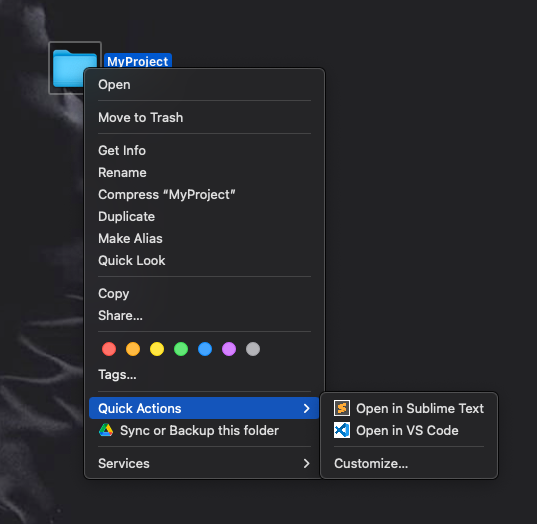 MyProject
Open
Move to Trash
Get Info
Rename
Compress “MyProject”
Duplicate
Make Alias
Quick Look
Copy
Share...
Tags...
Quick Actions
Open in Sublime Text
Sync or Backup this folder
Open in VS Code
Services
Customize...